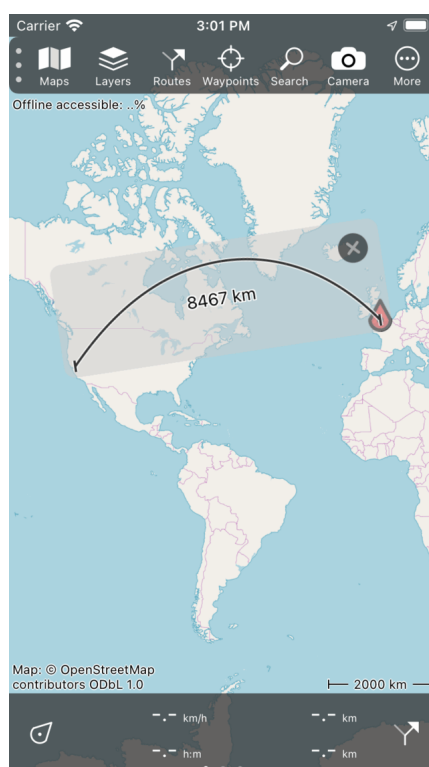 Carrier 3:01 PM
Maps Layers Routes Waypoints Search Camera More
Offline accessible: ..%
8467 km
Map: © OpenStreetMap
contributors ODbL 1.0
2000 km
-.- km/h -.- km
-.- h:m -.- km